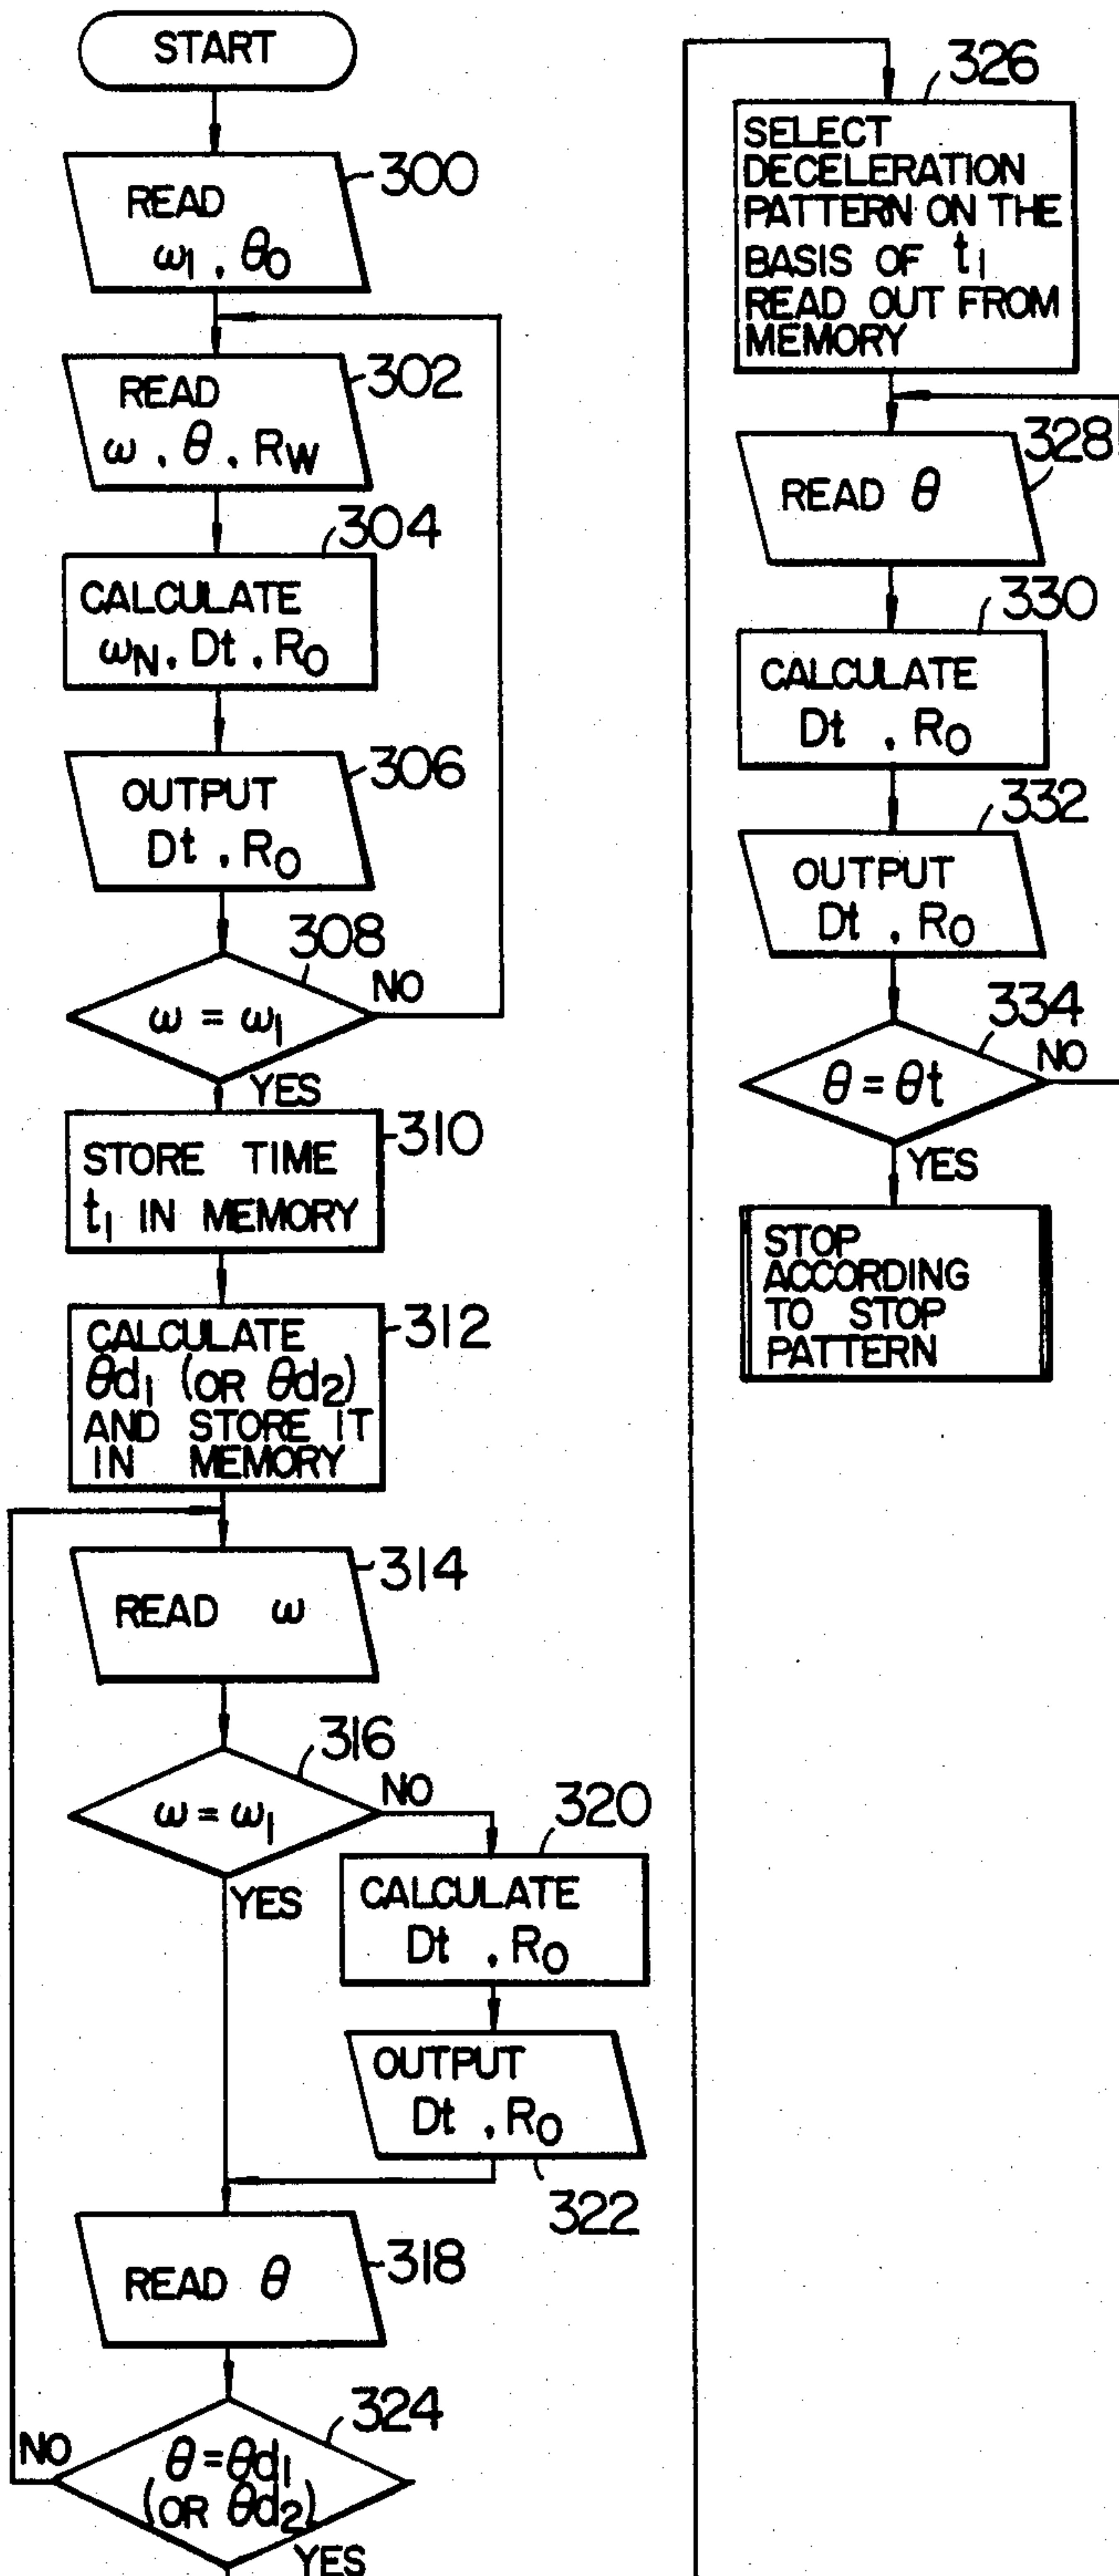 START
READ
ω₁ , θ₀
300
READ
ω , θ , Rw
302
304
CALCULATE
ωN , Dt , R₀
OUTPUT
Dt , R₀
306
308
ω = ω₁
NO
YES
STORE TIME
t₁ IN MEMORY
310
CALCULATE
θd₁ (OR θd₂)
AND STORE IT
IN MEMORY
312
READ ω
314
316
ω = ω₁
NO
YES
320
CALCULATE
Dt , R₀
OUTPUT
Dt , R₀
322
READ θ
318
324
NO
θ = θd₁
(OR θd₂)
YES
326
SELECT
DECELERATION
PATTERN ON THE
BASIS OF t₁
READ OUT FROM
MEMORY
READ θ
328
330
CALCULATE
Dt , R₀
332
OUTPUT
Dt , R₀
334
θ = θt
NO
YES
STOP
ACCORDING
TO STOP
PATTERN